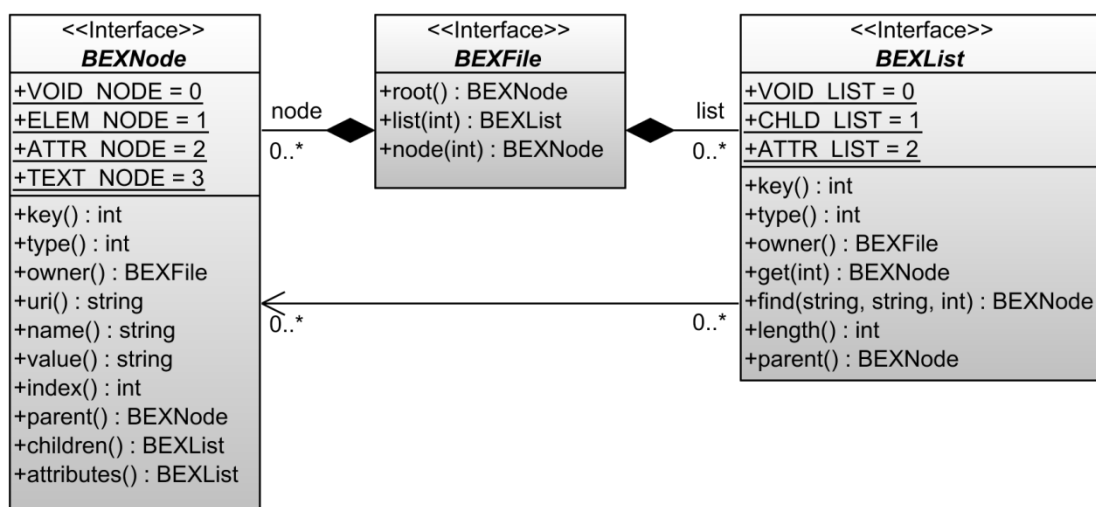 <<Interface>>
BEXNode
+VOID_NODE = 0
+ELEM_NODE = 1
+ATTR_NODE = 2
+TEXT_NODE = 3
+key() : int
+type() : int
+owner() : BEXFile
+uri() : string
+name() : string
+value() : string
+index() : int
+parent() : BEXNode
+children() : BEXList
+attributes() : BEXList
node
0..*
<<Interface>>
BEXFile
+root() : BEXNode
+list(int) : BEXList
+node(int) : BEXNode
list
0..*
<<Interface>>
BEXList
+VOID_LIST = 0
+CHLD_LIST = 1
+ATTR_LIST = 2
+key() : int
+type() : int
+owner() : BEXFile
+get(int) : BEXNode
+find(string, string, int) : BEXNode
+length() : int
+parent() : BEXNode
0..*
0..*